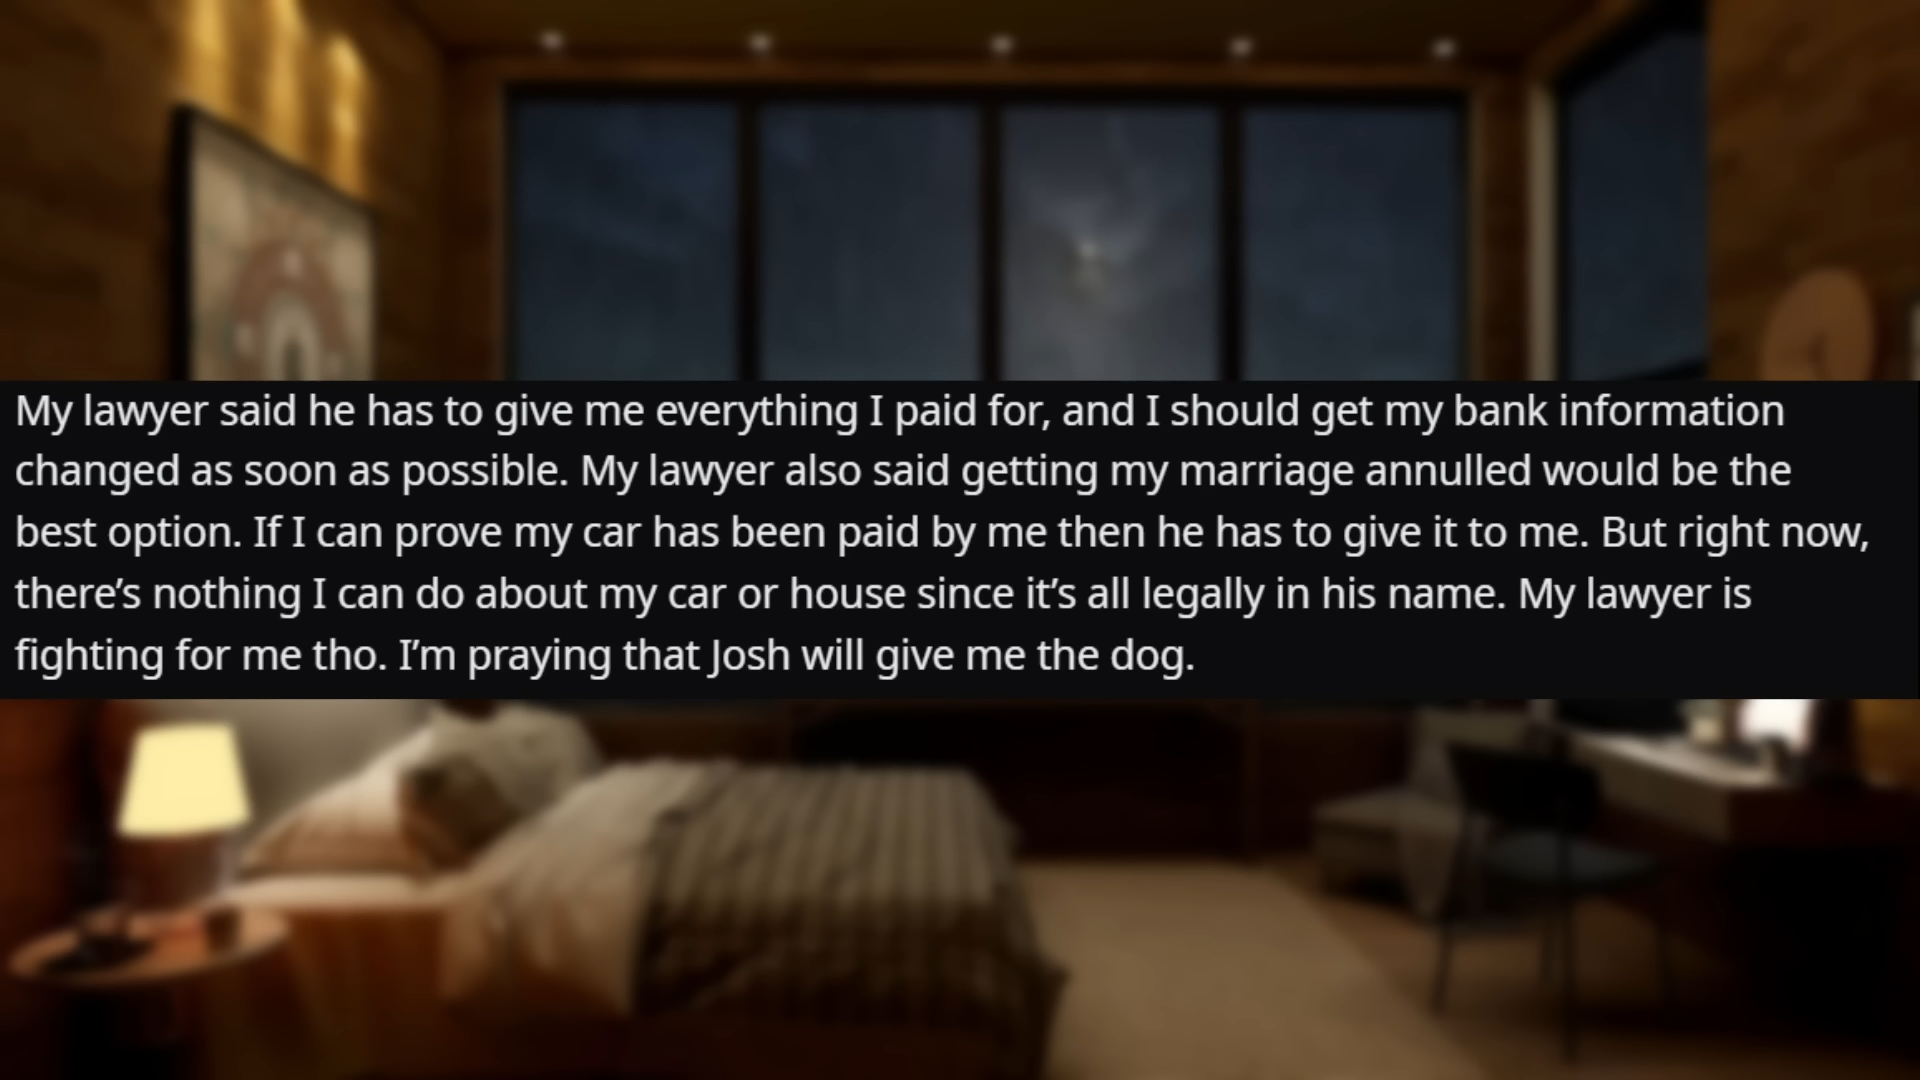 My lawyer said he has to give me everything I paid for, and I should get my bank information
changed as soon as possible. My lawyer also said getting my marriage annulled would be the
best option. If I can prove my car has been paid by me then he has to give it to me. But right now,
there’s nothing I can do about my car or house since it’s all legally in his name. My lawyer is
fighting for me tho. I’m praying that Josh will give me the dog.